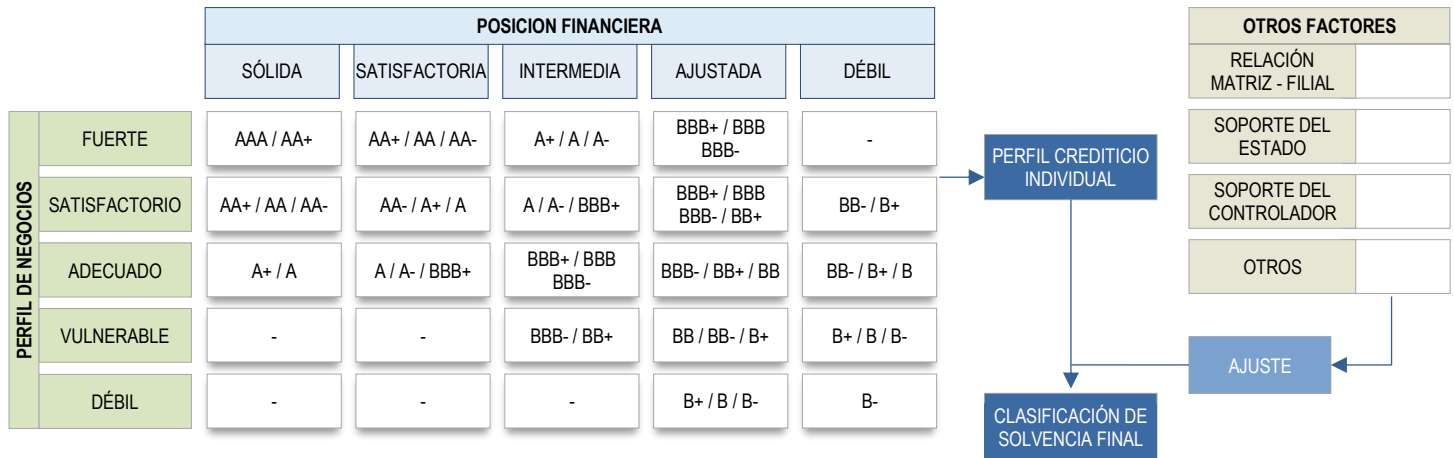 POSICION FINANCIERA
SÓLIDA
SATISFACTORIA
INTERMEDIA
AJUSTADA
DÉBIL
PERFIL DE NEGOCIOS
FUERTE
AAA / AA+
AA+ / AA / AA-
A+ / A / A-
BBB+ / BBB
BBB-
-
SATISFACTORIO
AA+ / AA / AA-
AA- / A+ / A
A / A- / BBB+
BBB+ / BBB
BBB- / BB+
BB- / B+
ADECUADO
A+ / A
A / A- / BBB+
BBB+ / BBB
BBB-
BBB- / BB+ / BB
BB- / B+ / B
VULNERABLE
-
-
BBB- / BB+
BB / BB- / B+
B+ / B / B-
DÉBIL
-
-
-
B+ / B / B-
B-
PERFIL CREDITICIO
INDIVIDUAL
CLASIFICACIÓN DE
SOLVENCIA FINAL
OTROS FACTORES
RELACIÓN
MATRIZ - FILIAL
SOPORTE DEL
ESTADO
SOPORTE DEL
CONTROLADOR
OTROS
AJUSTE